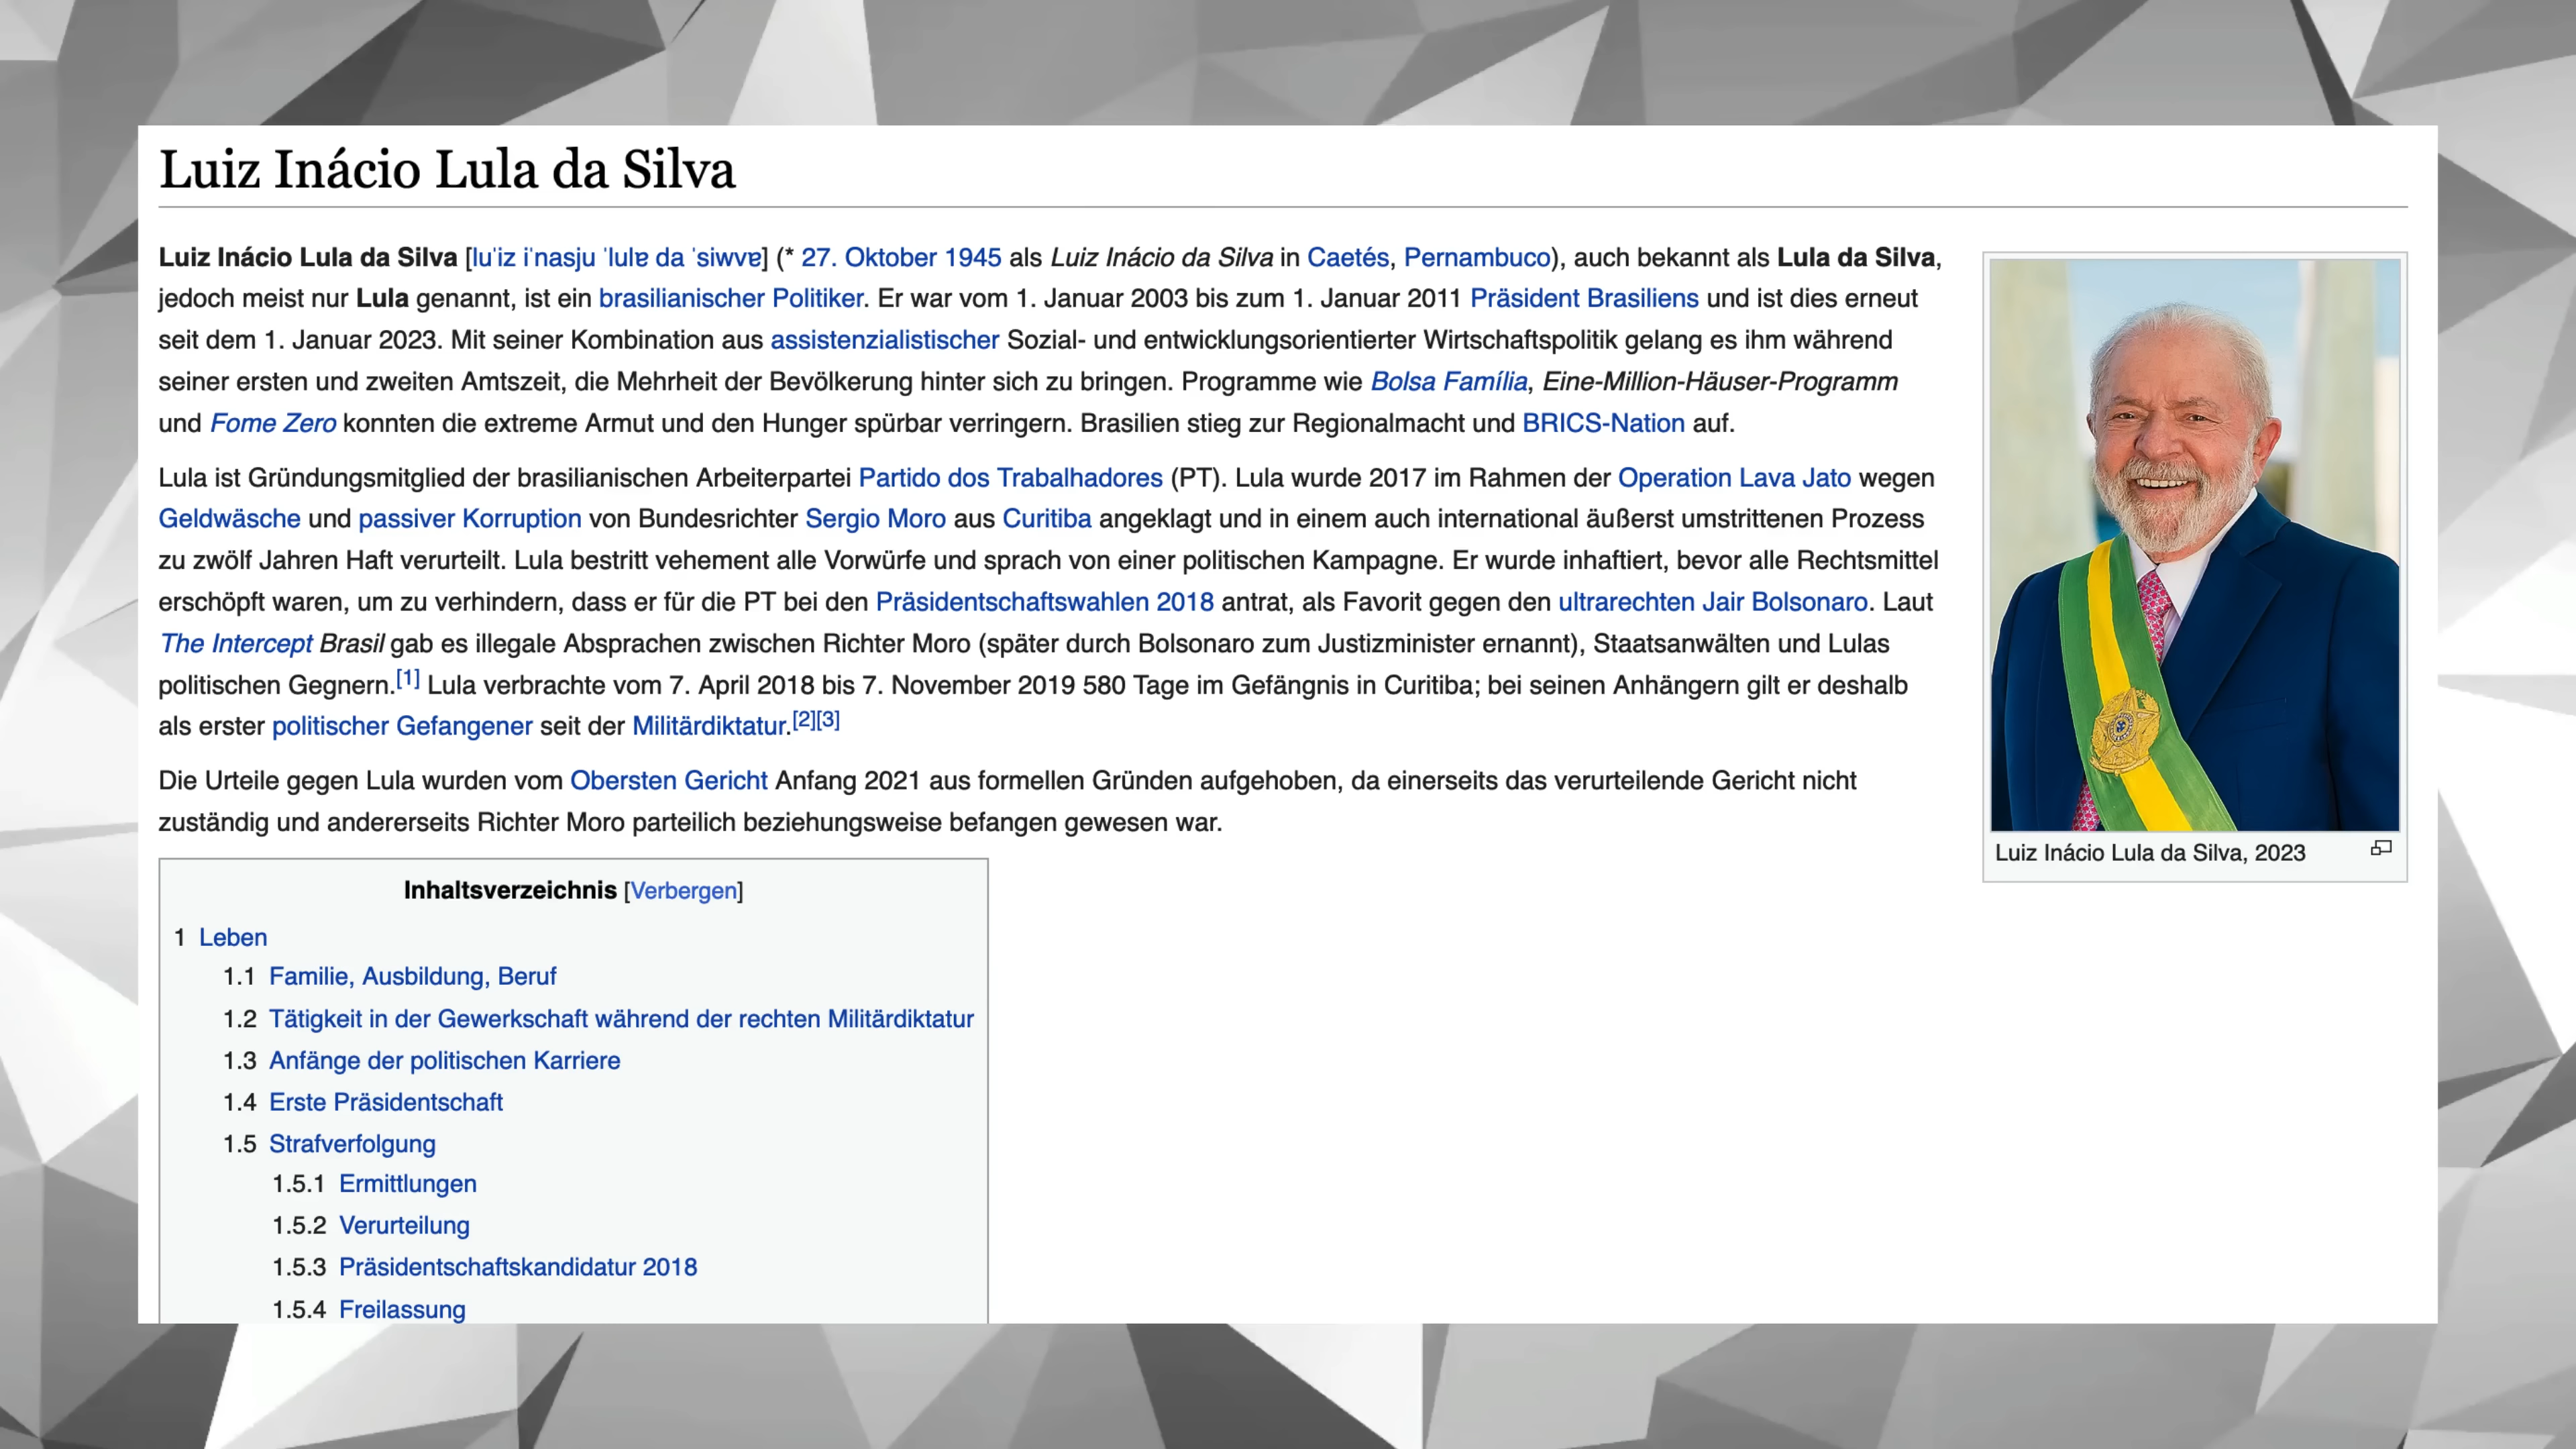 Luiz Inácio Lula da Silva
Luiz Inácio Lula da Silva [luˈiz iˈnasju ˈlulɐ da ˈsiwvɐ] (* 27. Oktober 1945 als Luiz Inácio da Silva in Caetés, Pernambuco), auch bekannt als Lula da Silva,
jedoch meist nur Lula genannt, ist ein brasilianischer Politiker. Er war vom 1. Januar 2003 bis zum 1. Januar 2011 Präsident Brasiliens und ist dies erneut
seit dem 1. Januar 2023. Mit seiner Kombination aus assistenzialistischer Sozial- und entwicklungsorientierter Wirtschaftspolitik gelang es ihm während
seiner ersten und zweiten Amtszeit, die Mehrheit der Bevölkerung hinter sich zu bringen. Programme wie Bolsa Família, Eine-Million-Häuser-Programm
und Fome Zero konnten die extreme Armut und den Hunger spürbar verringern. Brasilien stieg zur Regionalmacht und BRICS-Nation auf.
Lula ist Gründungsmitglied der brasilianischen Arbeiterpartei Partido dos Trabalhadores (PT). Lula wurde 2017 im Rahmen der Operation Lava Jato wegen
Geldwäsche und passiver Korruption von Bundesrichter Sergio Moro aus Curitiba angeklagt und in einem auch international äußerst umstrittenen Prozess
zu zwölf Jahren Haft verurteilt. Lula bestritt vehement alle Vorwürfe und sprach von einer politischen Kampagne. Er wurde inhaftiert, bevor alle Rechtsmittel
erschöpft waren, um zu verhindern, dass er für die PT bei den Präsidentschaftswahlen 2018 antrat, als Favorit gegen den ultrarechten Jair Bolsonaro. Laut
The Intercept Brasil gab es illegale Absprachen zwischen Richter Moro (später durch Bolsonaro zum Justizminister ernannt), Staatsanwälten und Lulas
politischen Gegnern.[1] Lula verbrachte vom 7. April 2018 bis 7. November 2019 580 Tage im Gefängnis in Curitiba; bei seinen Anhängern gilt er deshalb
als erster politischer Gefangener seit der Militärdiktatur.[2][3]
Die Urteile gegen Lula wurden vom Obersten Gericht Anfang 2021 aus formellen Gründen aufgehoben, da einerseits das verurteilende Gericht nicht
zuständig und andererseits Richter Moro parteilich beziehungsweise befangen gewesen war.
Luiz Inácio Lula da Silva, 2023
Inhaltsverzeichnis [Verbergen]
1 Leben
1.1 Familie, Ausbildung, Beruf
1.2 Tätigkeit in der Gewerkschaft während der rechten Militärdiktatur
1.3 Anfänge der politischen Karriere
1.4 Erste Präsidentschaft
1.5 Strafverfolgung
1.5.1 Ermittlungen
1.5.2 Verurteilung
1.5.3 Präsidentschaftskandidatur 2018
1.5.4 Freilassung